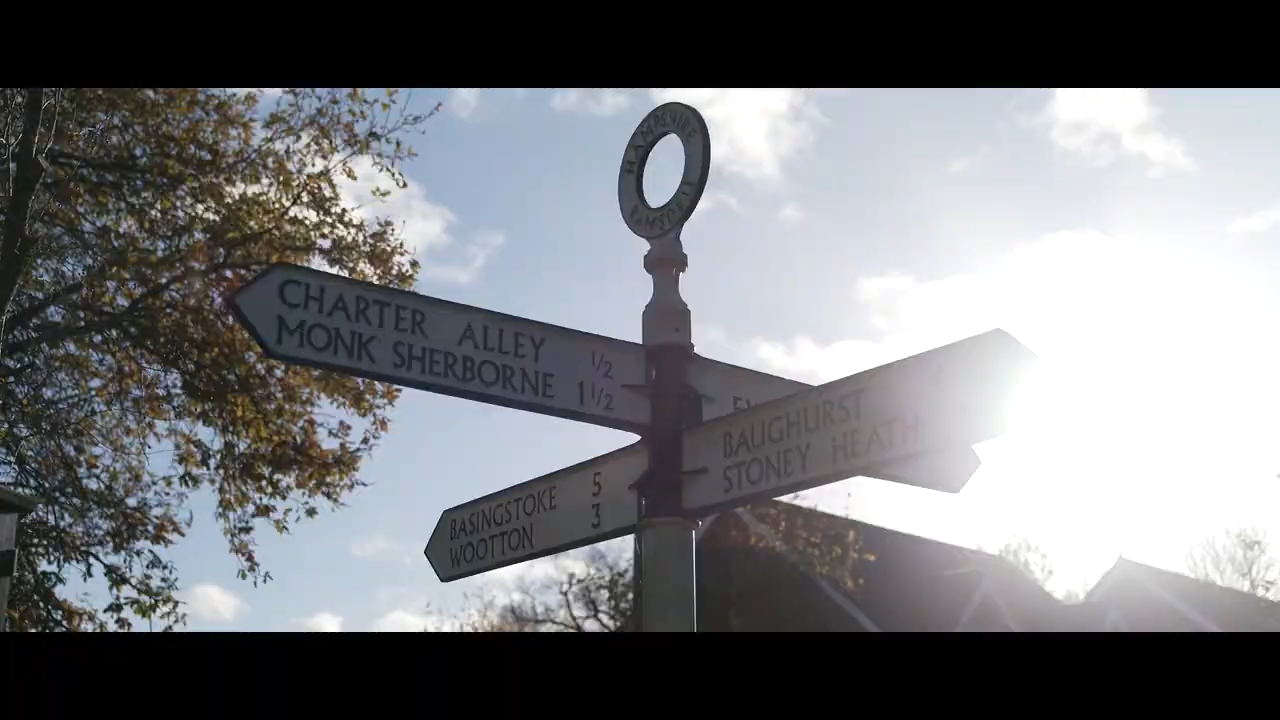 HAMPSHIRE
RAMSDELL
CHARTER ALLEY 1/2
MONK SHERBORNE 1 1/2
BAUGHURST
STONEY HEATH
BASINGSTOKE 5
WOOTTON 3